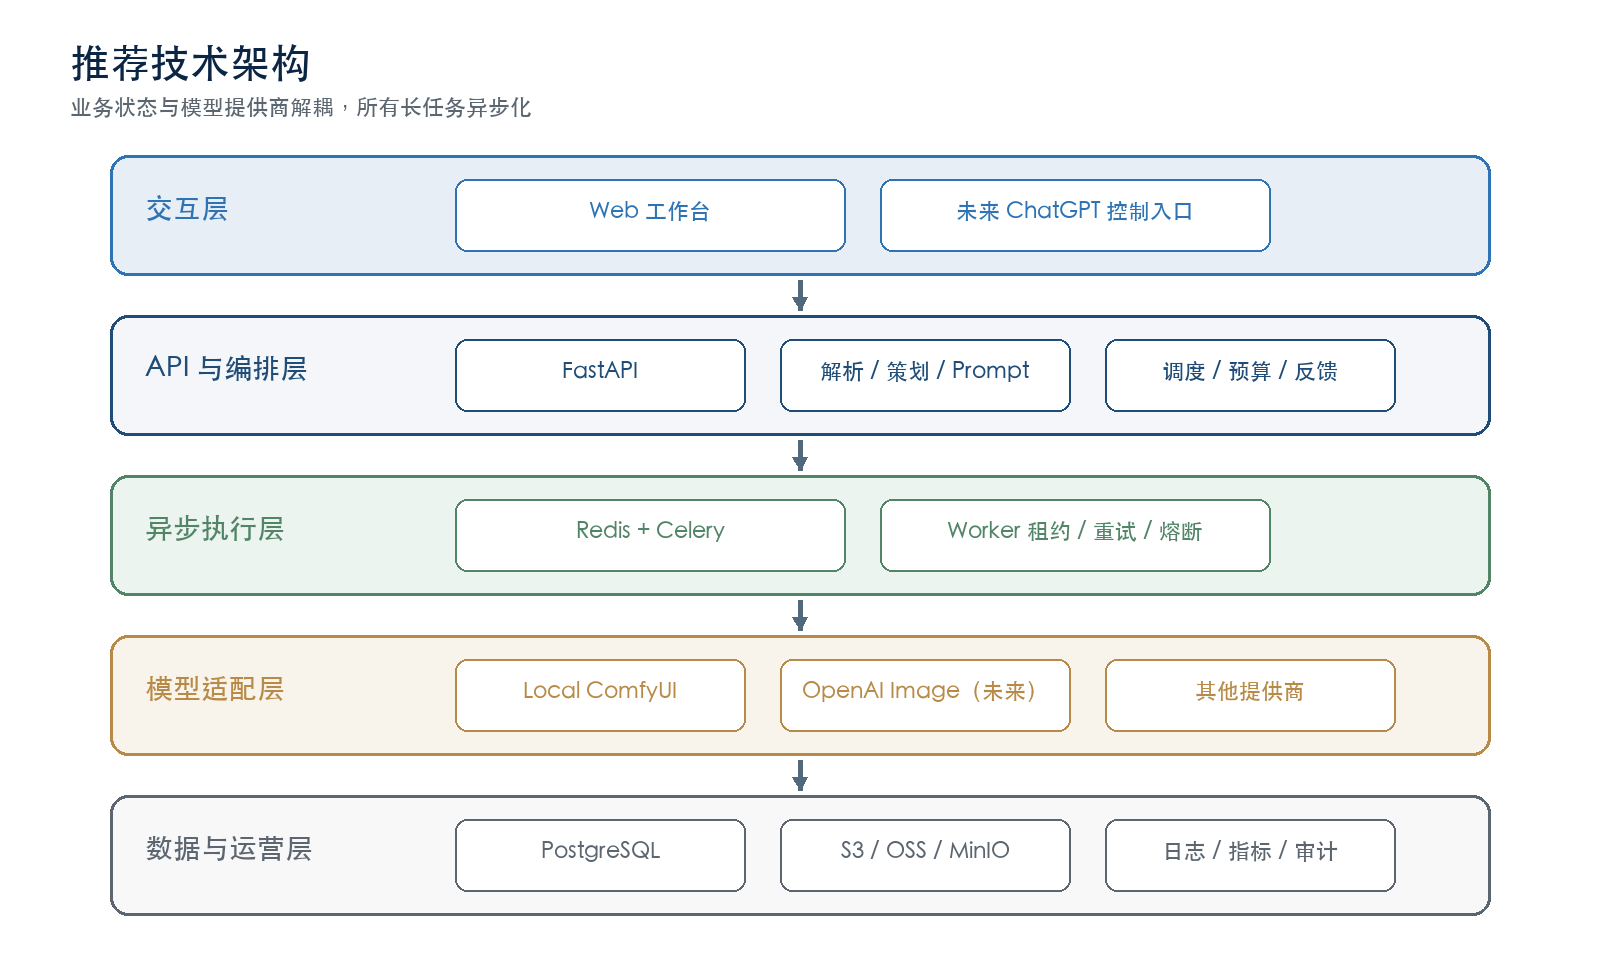 推荐技术架构
业务状态与模型提供商解耦，所有长任务异步化
交互层
Web 工作台
未来 ChatGPT 控制入口
API 与编排层
FastAPI
解析 / 策划 / Prompt
调度 / 预算 / 反馈
异步执行层
Redis + Celery
Worker 租约 / 重试 / 熔断
模型适配层
Local ComfyUI
OpenAI Image（未来）
其他提供商
数据与运营层
PostgreSQL
S3 / OSS / MinIO
日志 / 指标 / 审计